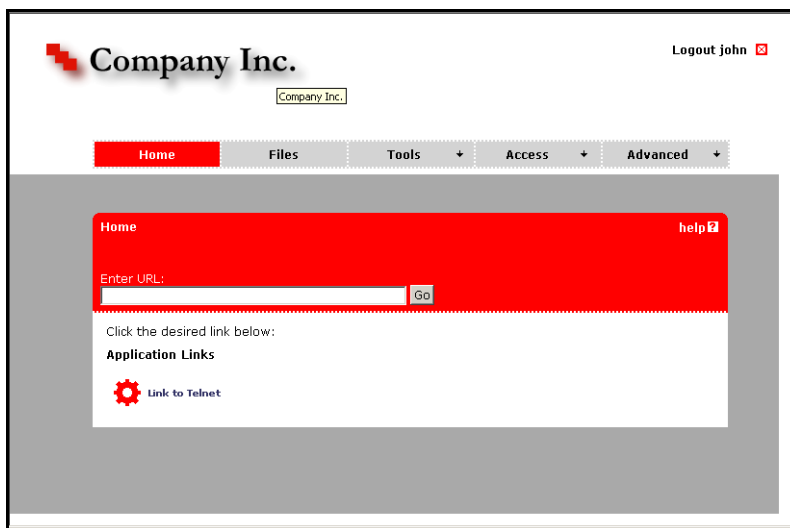 Company Inc.
Logout john
Company Inc.
Home Files Tools Access Advanced
Home
help?
Enter URL:
Go
Click the desired link below:
Application Links
Link to Telnet